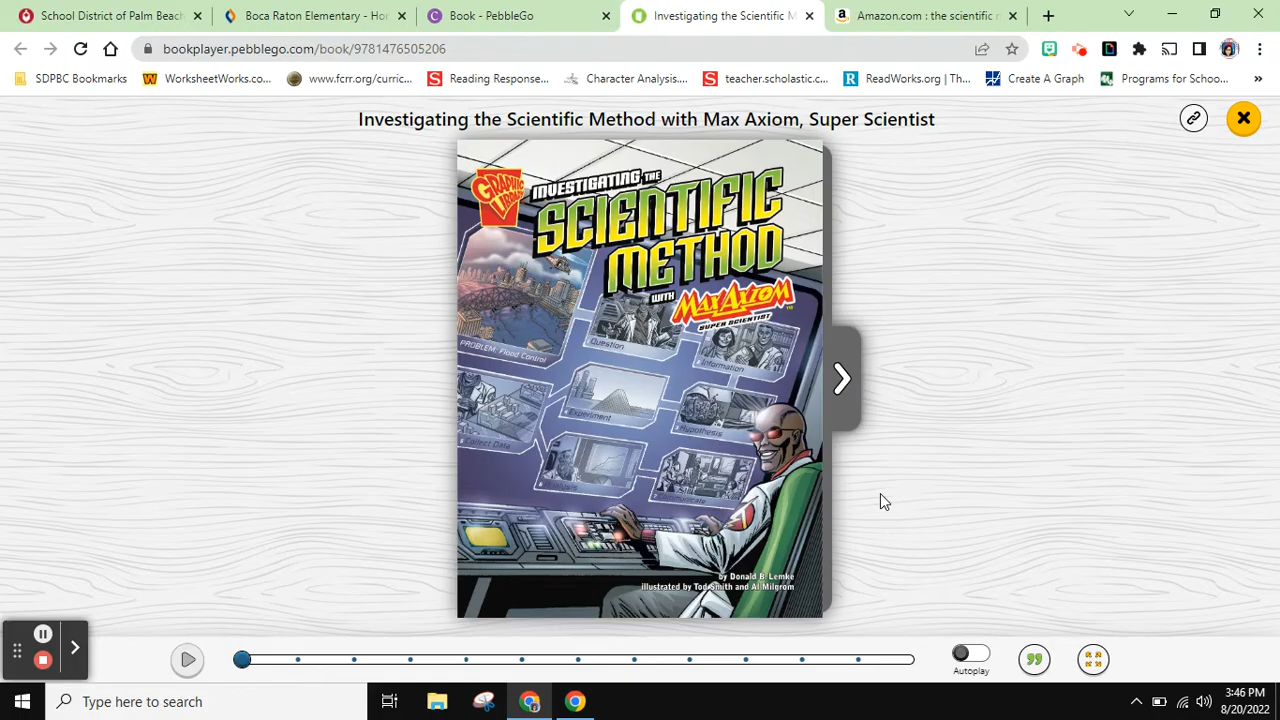 School District of Palm Beach
Boca Raton Elementary - Hor
Book - PebbleGo
Investigating the Scientific M
Amazon.com : the scientific r
bookplayer.pebblego.com/book/9781476505206
SDPBC Bookmarks
WorksheetWorks.co...
www.fcrr.org/curric...
Reading Response...
Character Analysis....
teacher.scholastic.c...
ReadWorks.org | Th...
Create A Graph
Programs for Schoo...
Investigating the Scientific Method with Max Axiom, Super Scientist
GRAPHIC LIBRARY
INVESTIGATING THE
SCIENTIFIC
METHOD
WITH MAX AXIOM™
SUPER SCIENTIST
PROBLEM: Flood Control
Question
Information
Experiment
Hypothesis
Collect Data
by Donald B. Lemke
illustrated by Tod Smith and Al Milgrom
Autoplay
Type here to search
3:46 PM
8/20/2022